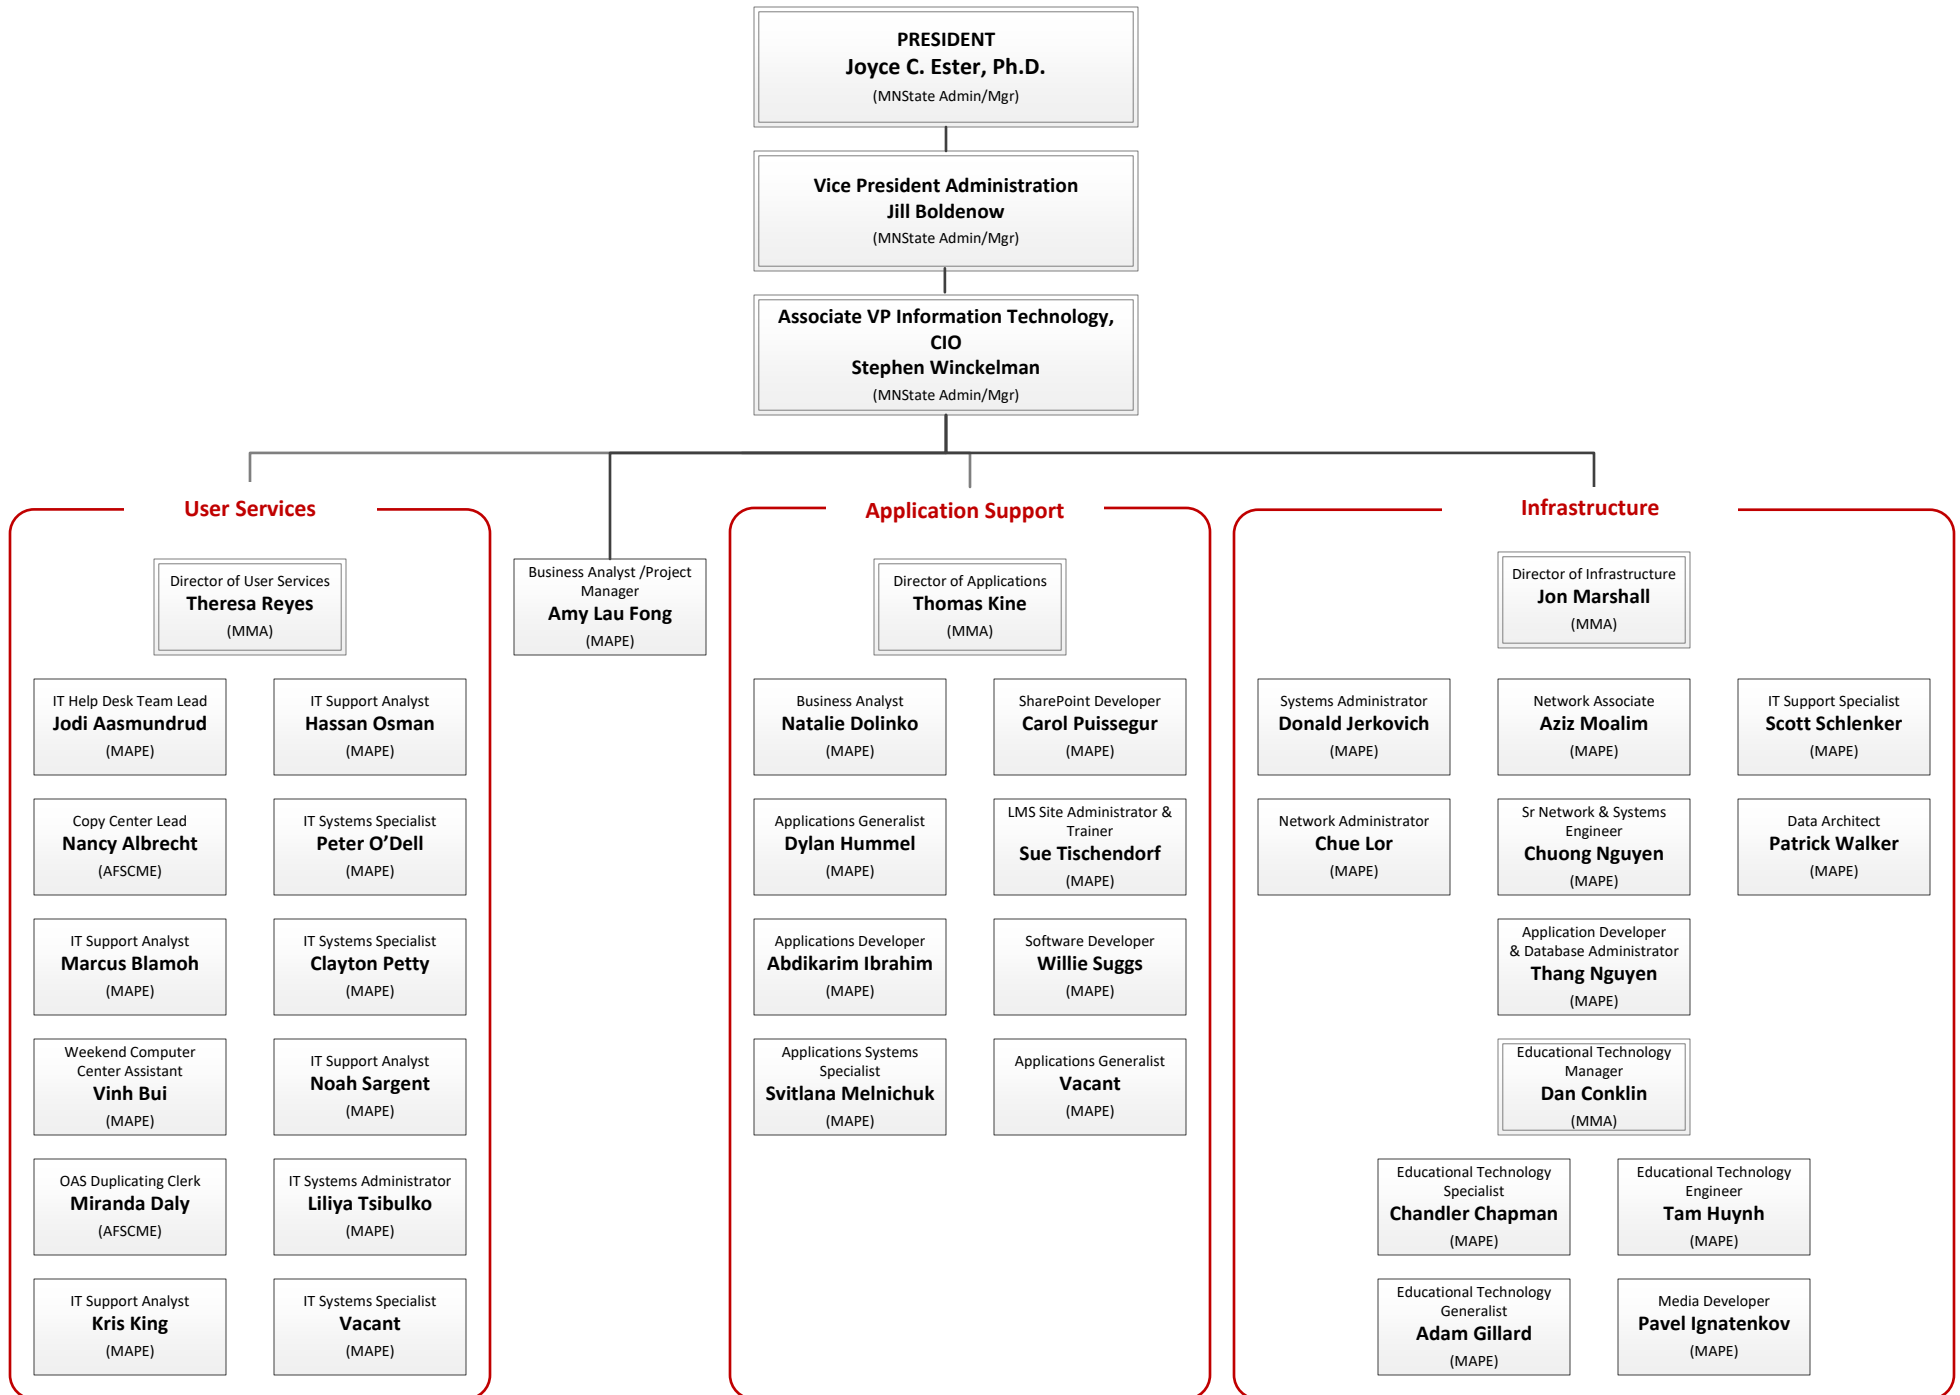 PRESIDENT
Joyce C. Ester, Ph.D.
(MNState Admin/Mgr)
Vice President Administration
Jill Boldenow
(MNState Admin/Mgr)
Associate VP Information Technology,
CIO
Stephen Winckelman
(MNState Admin/Mgr)
User Services
Director of User Services
Theresa Reyes
(MMA)
IT Help Desk Team Lead
Jodi Aasmundrud
(MAPE)
IT Support Analyst
Hassan Osman
(MAPE)
Copy Center Lead
Nancy Albrecht
(AFSCME)
IT Systems Specialist
Peter O’Dell
(MAPE)
IT Support Analyst
Marcus Blamoh
(MAPE)
IT Systems Specialist
Clayton Petty
(MAPE)
Weekend Computer
Center Assistant
Vinh Bui
(MAPE)
IT Support Analyst
Noah Sargent
(MAPE)
OAS Duplicating Clerk
Miranda Daly
(AFSCME)
IT Systems Administrator
Liliya Tsibulko
(MAPE)
IT Support Analyst
Kris King
(MAPE)
IT Systems Specialist
Vacant
(MAPE)
Business Analyst /Project
Manager
Amy Lau Fong
(MAPE)
Application Support
Director of Applications
Thomas Kine
(MMA)
Business Analyst
Natalie Dolinko
(MAPE)
SharePoint Developer
Carol Puissegur
(MAPE)
Applications Generalist
Dylan Hummel
(MAPE)
LMS Site Administrator &
Trainer
Sue Tischendorf
(MAPE)
Applications Developer
Abdikarim Ibrahim
(MAPE)
Software Developer
Willie Suggs
(MAPE)
Applications Systems
Specialist
Svitlana Melnichuk
(MAPE)
Applications Generalist
Vacant
(MAPE)
Infrastructure
Director of Infrastructure
Jon Marshall
(MMA)
Systems Administrator
Donald Jerkovich
(MAPE)
Network Associate
Aziz Moalim
(MAPE)
IT Support Specialist
Scott Schlenker
(MAPE)
Network Administrator
Chue Lor
(MAPE)
Sr Network & Systems
Engineer
Chuong Nguyen
(MAPE)
Data Architect
Patrick Walker
(MAPE)
Application Developer
& Database Administrator
Thang Nguyen
(MAPE)
Educational Technology
Manager
Dan Conklin
(MMA)
Educational Technology
Specialist
Chandler Chapman
(MAPE)
Educational Technology
Engineer
Tam Huynh
(MAPE)
Educational Technology
Generalist
Adam Gillard
(MAPE)
Media Developer
Pavel Ignatenkov
(MAPE)